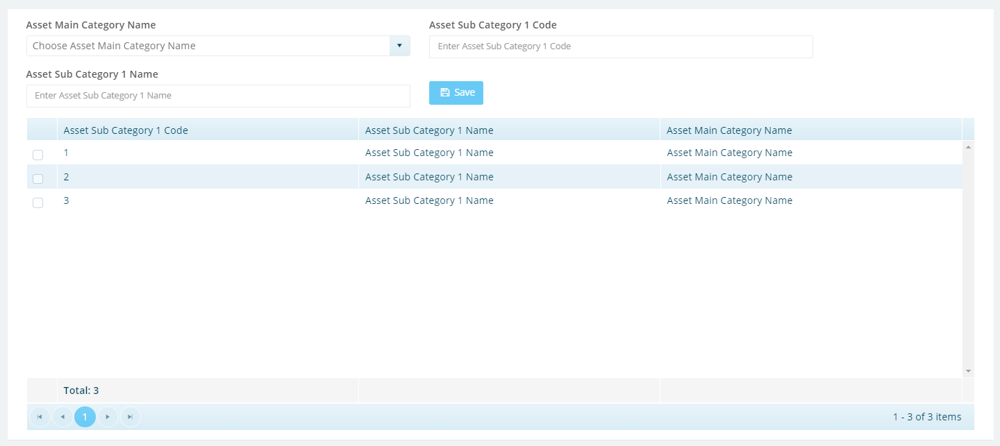 Asset Main Category Name
Asset Sub Category 1 Code
Choose Asset Main Category Name
Enter Asset Sub Category 1 Code
Asset Sub Category 1 Name
Enter Asset Sub Category 1 Name
Save
Asset Sub Category 1 Code Asset Sub Category 1 Name Asset Main Category Name
1 Asset Sub Category 1 Name Asset Main Category Name
2 Asset Sub Category 1 Name Asset Main Category Name
3 Asset Sub Category 1 Name Asset Main Category Name
Total: 3
1 1 - 3 of 3 items